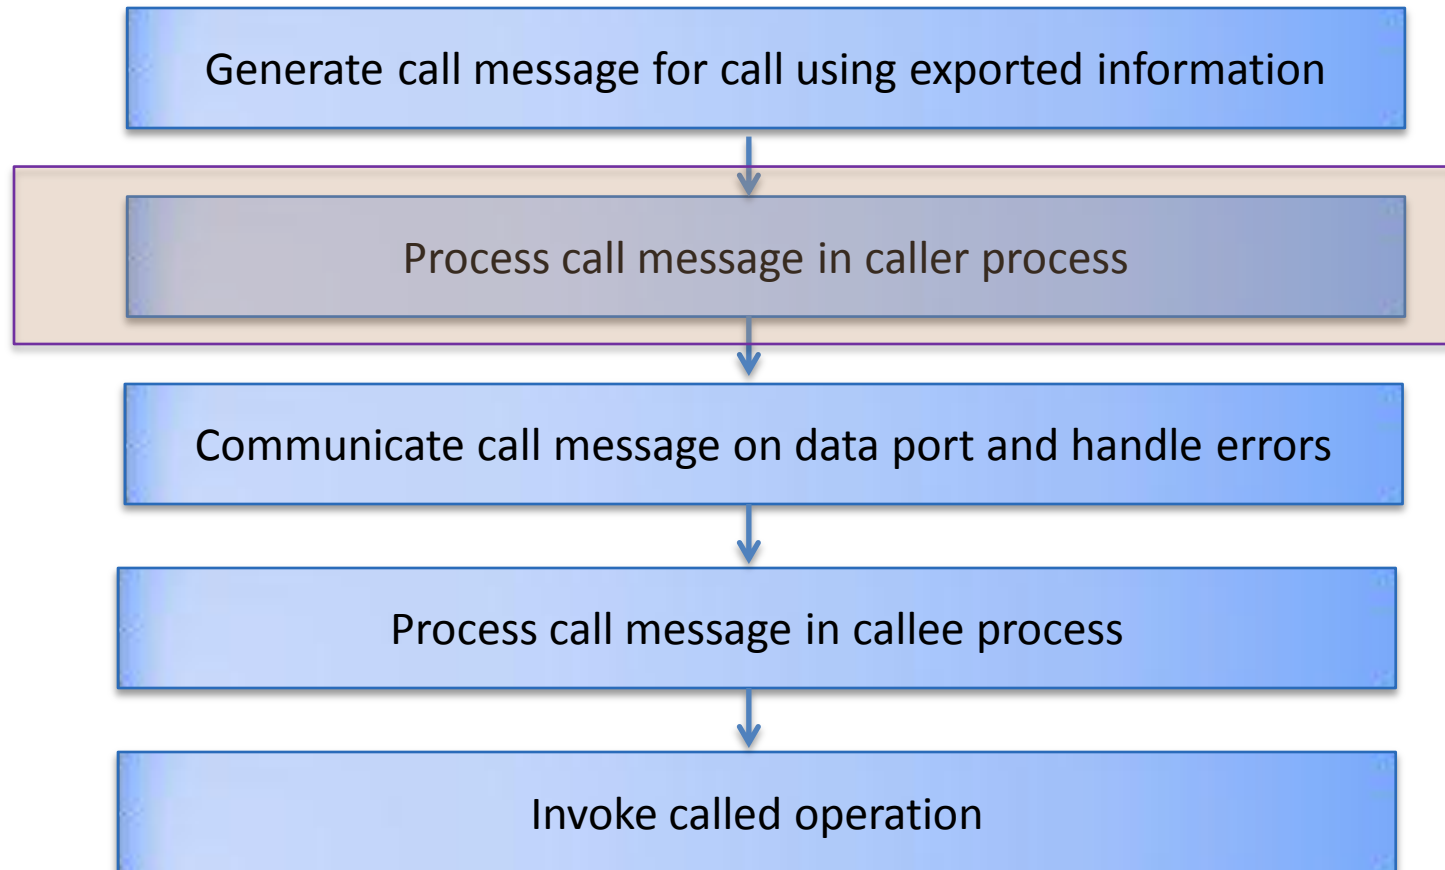 Generate call message for call using exported information
Process call message in caller process
Communicate call message on data port and handle errors
Process call message in callee process
Invoke called operation